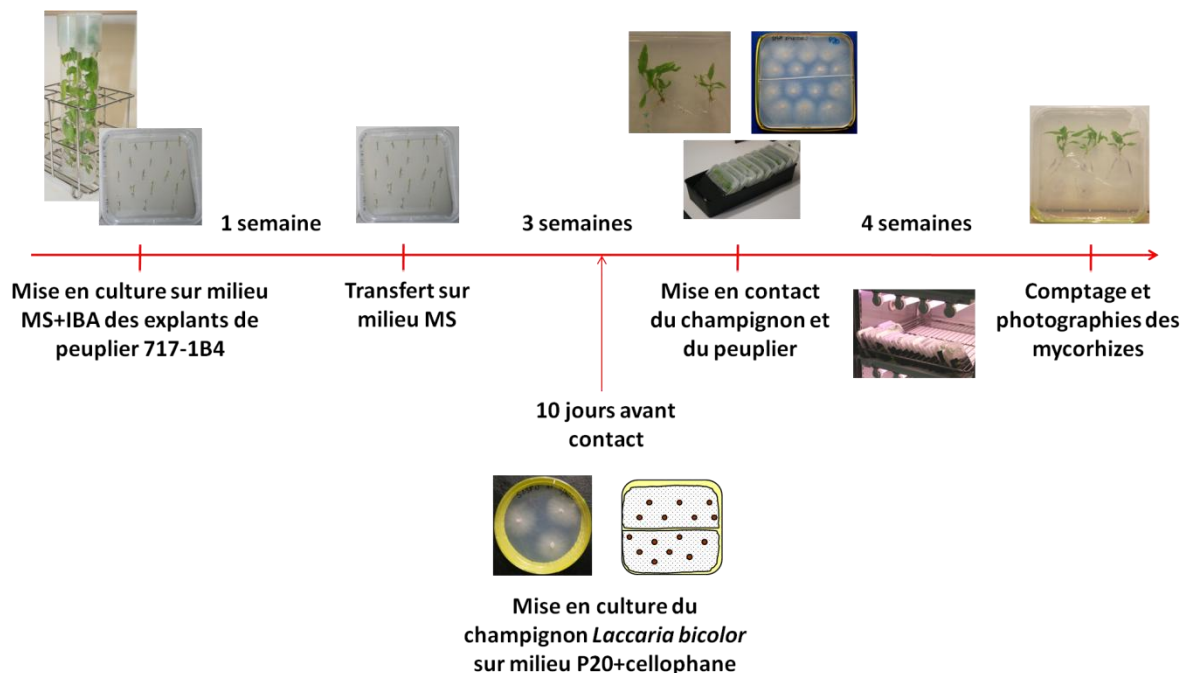 1 semaine
3 semaines
4 semaines
Mise en culture sur milieu
MS+IBA des explants de
peuplier 717-1B4
Transfert sur
milieu MS
Mise en contact
du champignon et
du peuplier
Comptage et
photographies des
mycorhizes
10 jours avant
contact
Mise en culture du
champignon Laccaria bicolor
sur milieu P20+cellophane